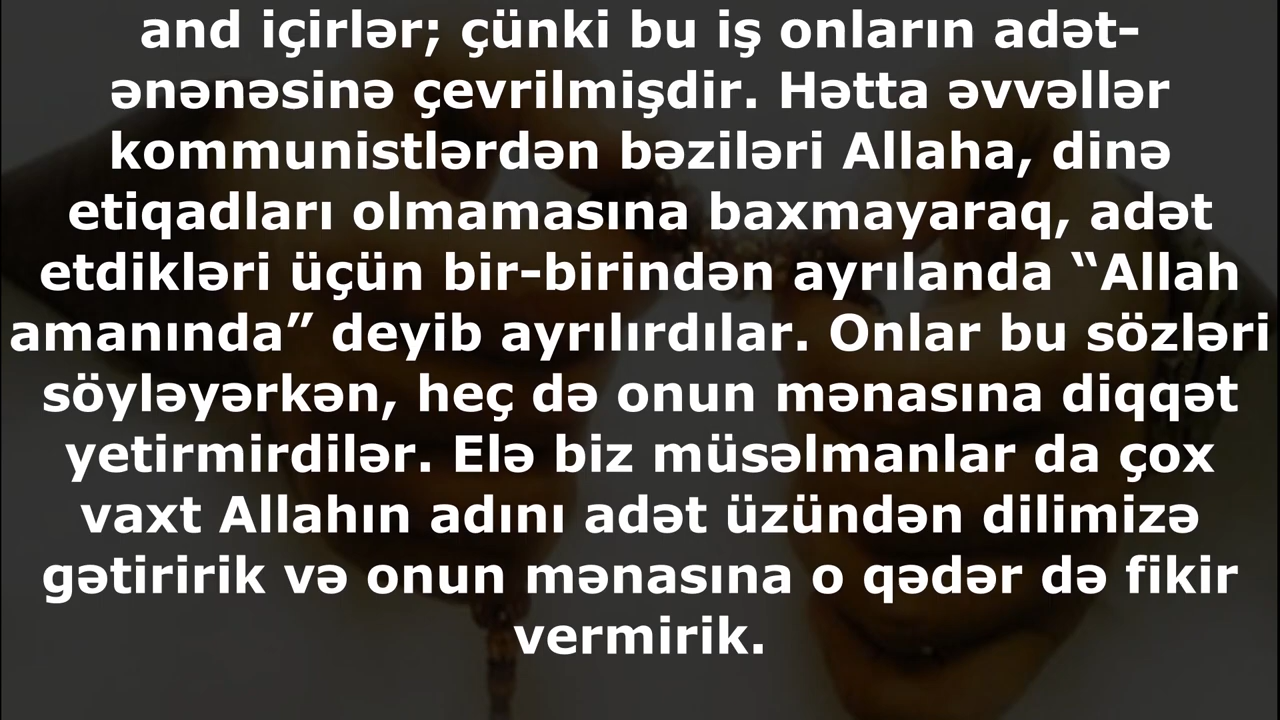 and içirlər; çünki bu iş onların adət-
ənənəsinə çevrilmişdir. Hətta əvvəllər
kommunistlərdən bəziləri Allaha, dinə
etiqadları olmamasına baxmayaraq, adət
etdikləri üçün bir-birindən ayrılanda “Allah
amanında” deyib ayrılırdılar. Onlar bu sözləri
söyləyərkən, heç də onun mənasına diqqət
yetirmirdilər. Elə biz müsəlmanlar da çox
vaxt Allahın adını adət üzündən dilimizə
gətiririk və onun mənasına o qədər də fikir
vermirik.